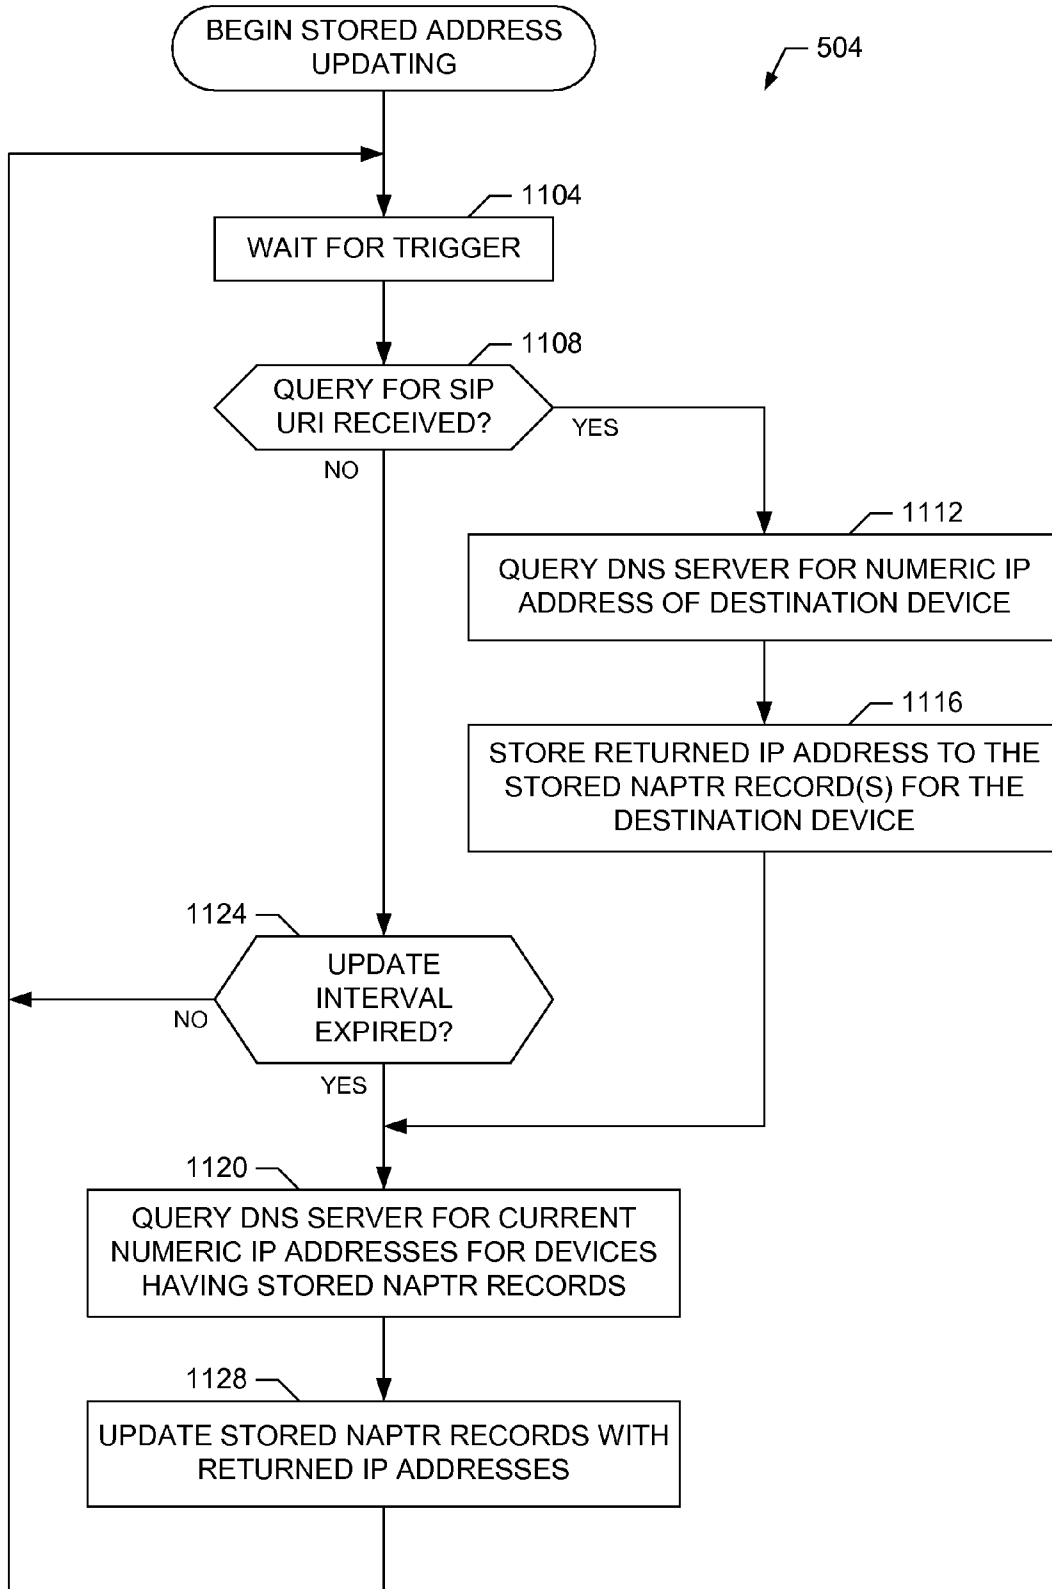 BEGIN STORED ADDRESS
UPDATING
504
1104
WAIT FOR TRIGGER
1108
QUERY FOR SIP
URI RECEIVED?
YES
NO
1112
QUERY DNS SERVER FOR NUMERIC IP
ADDRESS OF DESTINATION DEVICE
1116
STORE RETURNED IP ADDRESS TO THE
STORED NAPTR RECORD(S) FOR THE
DESTINATION DEVICE
1124
UPDATE
INTERVAL
EXPIRED?
NO
YES
1120
QUERY DNS SERVER FOR CURRENT
NUMERIC IP ADDRESSES FOR DEVICES
HAVING STORED NAPTR RECORDS
1128
UPDATE STORED NAPTR RECORDS WITH
RETURNED IP ADDRESSES